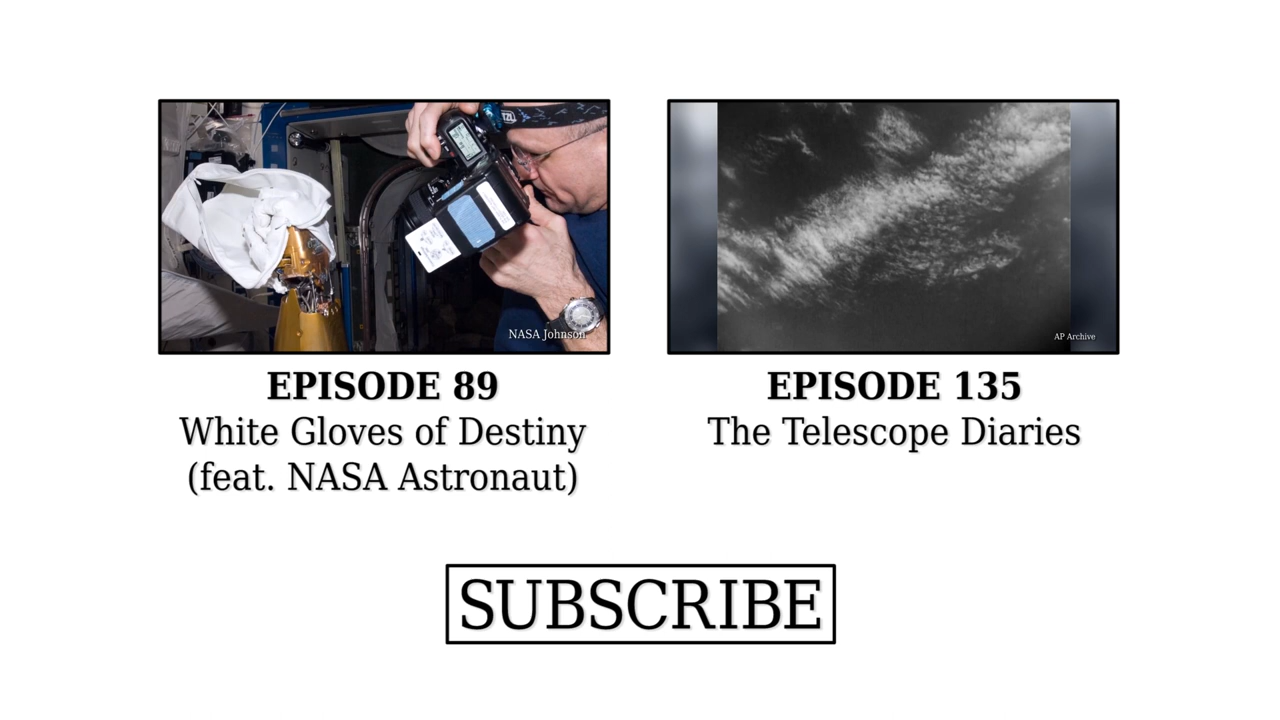 NASA Johnson
AP Archive
EPISODE 89
White Gloves of Destiny
(feat. NASA Astronaut)
EPISODE 135
The Telescope Diaries
SUBSCRIBE